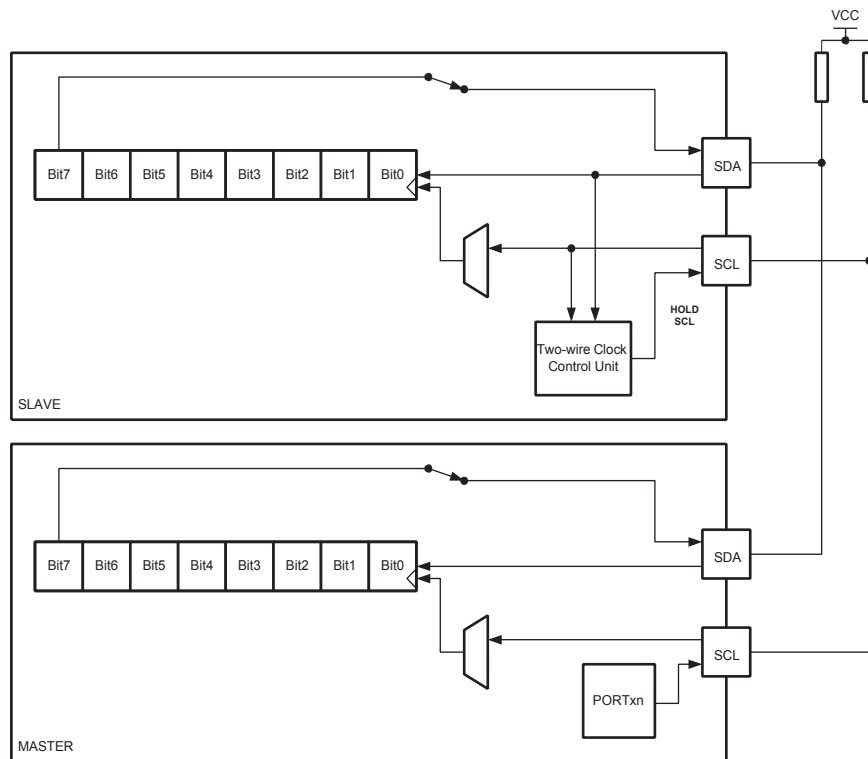 VCC
Bit7 Bit6 Bit5 Bit4 Bit3 Bit2 Bit1 Bit0
SDA
SCL
HOLD
SCL
Two-wire Clock
Control Unit
SLAVE
Bit7 Bit6 Bit5 Bit4 Bit3 Bit2 Bit1 Bit0
SDA
SCL
PORTxn
MASTER